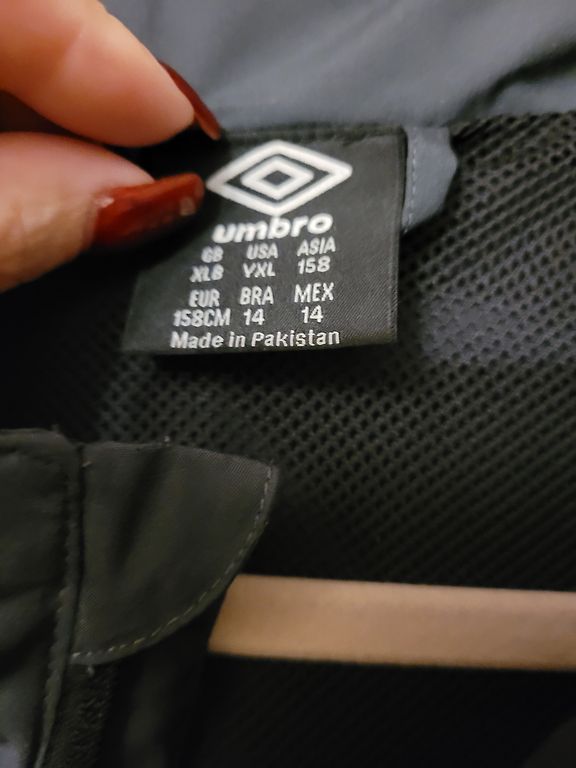 umbro
GB USA ASIA
XLB YXL 158
EUR BRA MEX
158CM 14 14
Made in Pakistan